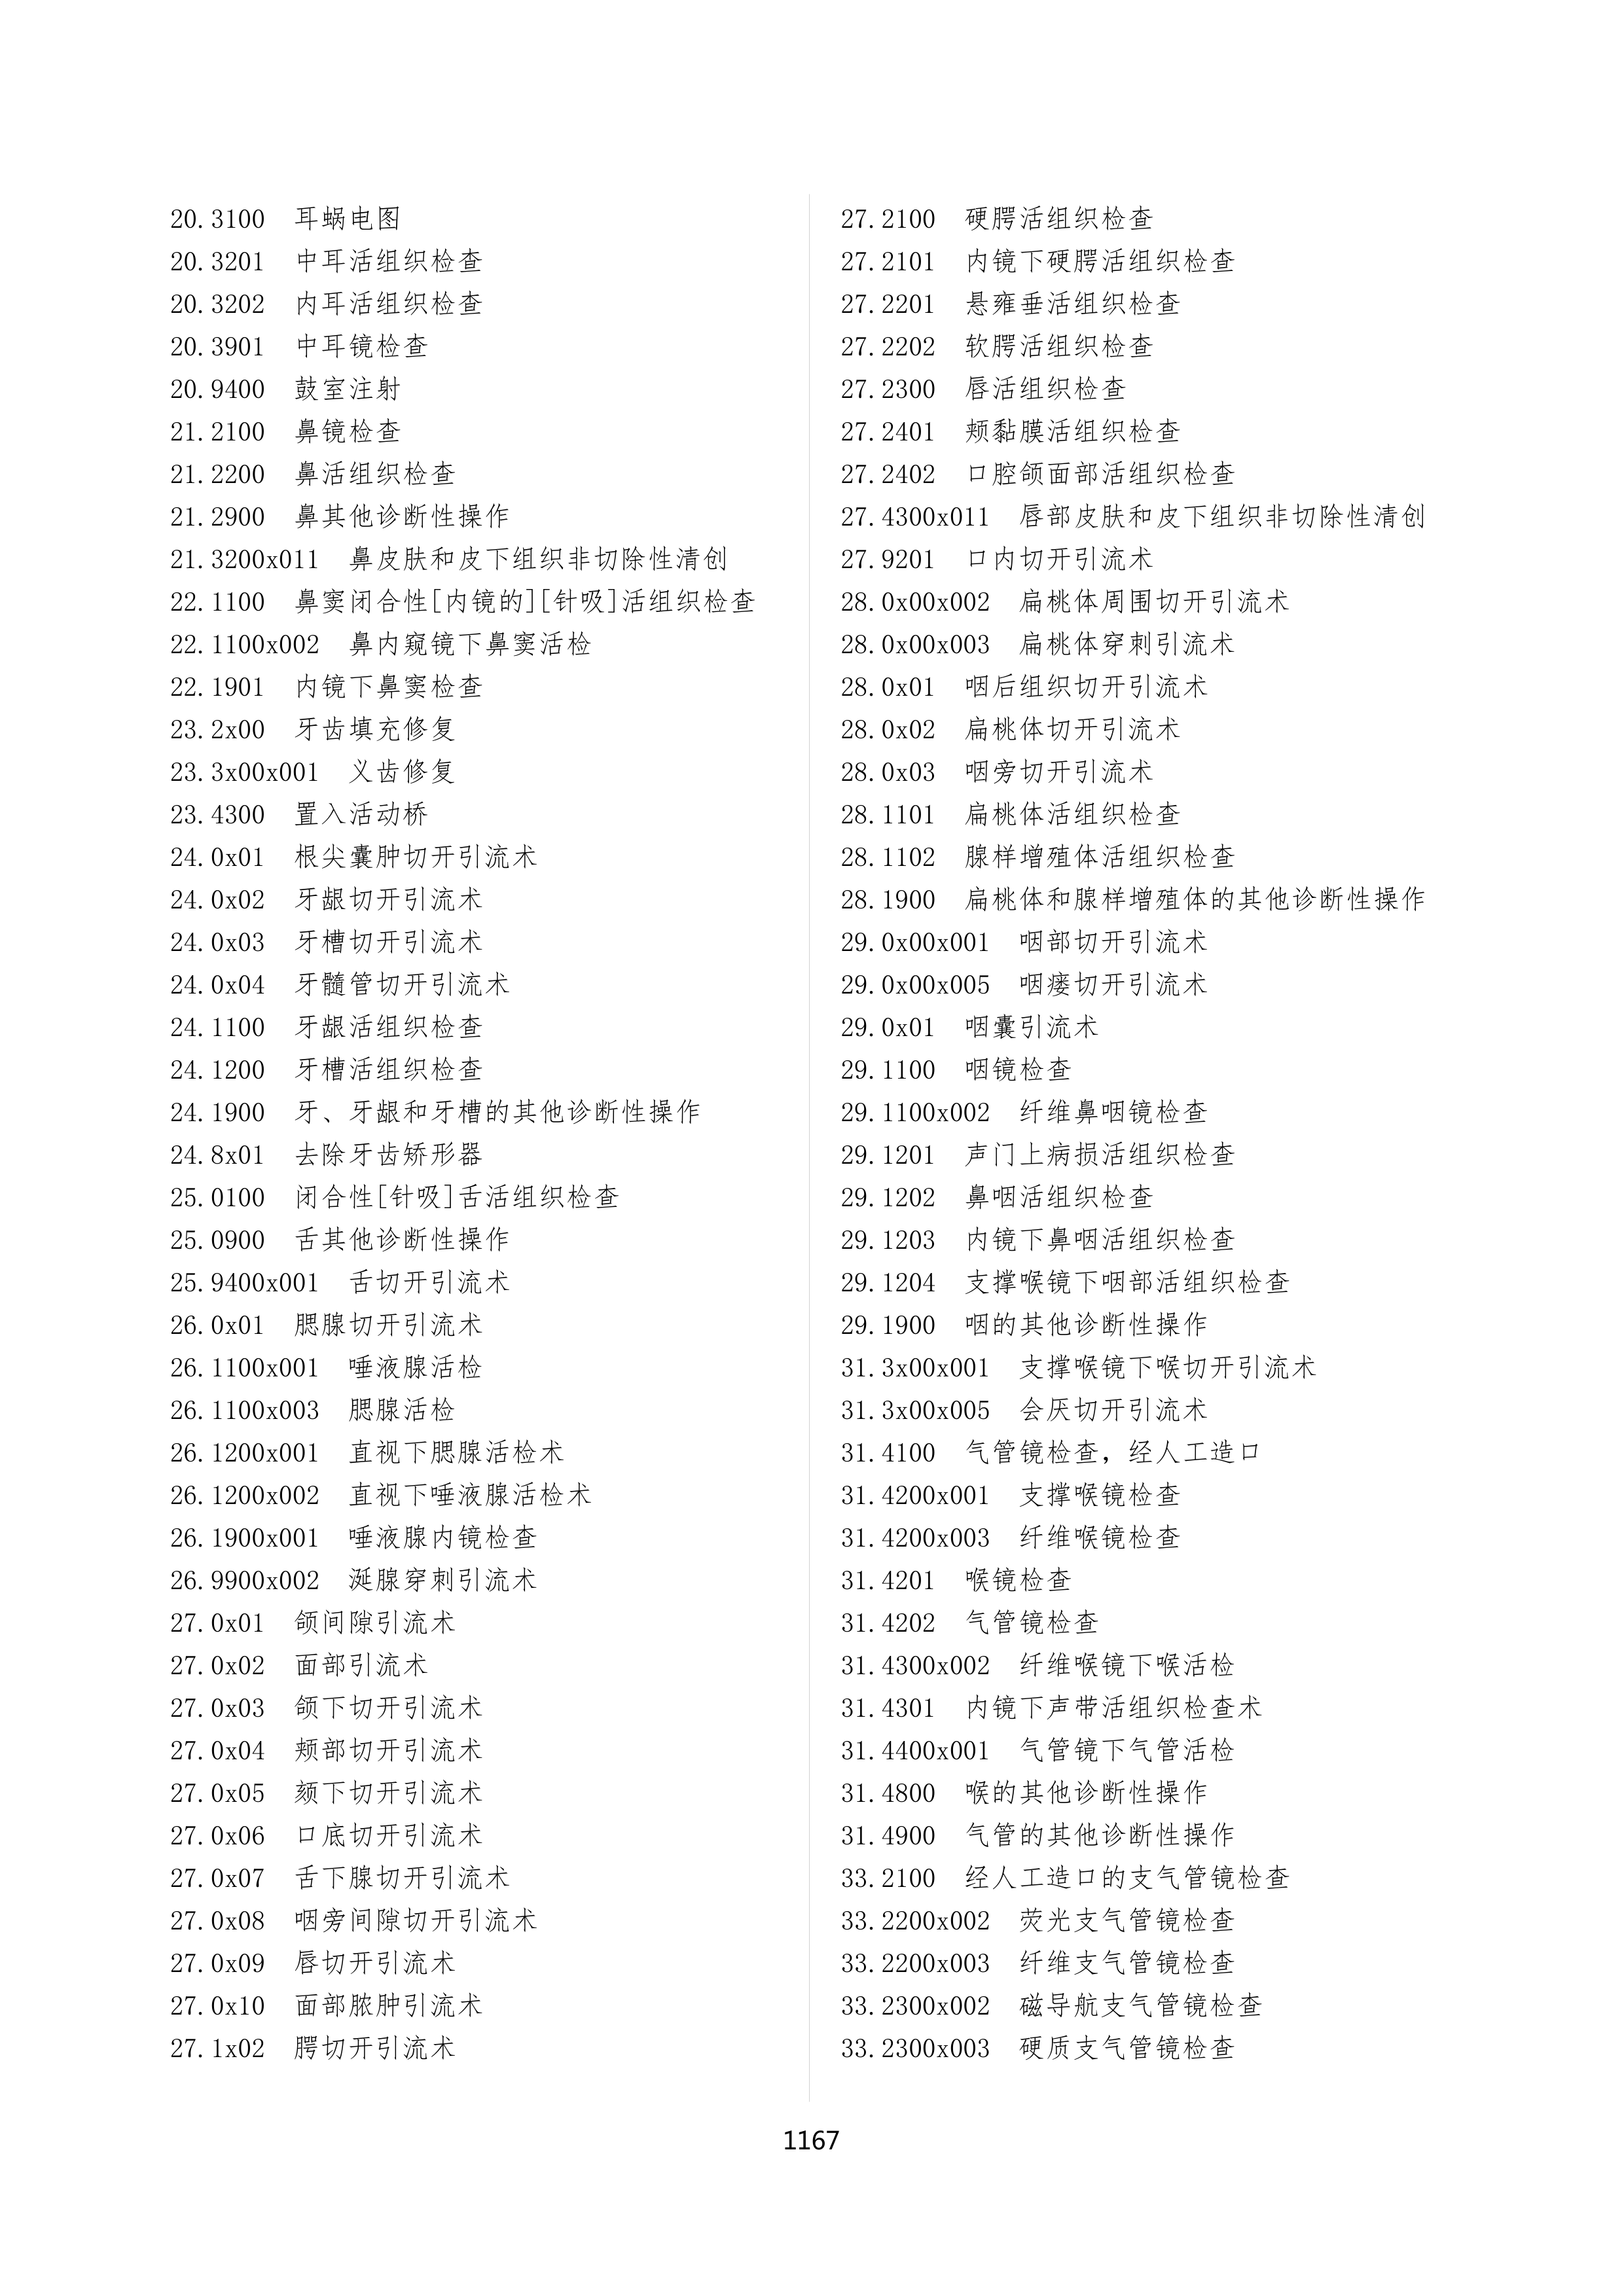 20.3100 耳蜗电图
20.3201 中耳活组织检查
20.3202 内耳活组织检查
20.3901 中耳镜检查
20.9400 鼓室注射
21.2100 鼻镜检查
21.2200 鼻活组织检查
21.2900 鼻其他诊断性操作
21.3200x011 鼻皮肤和皮下组织非切除性清创
22.1100 鼻窦闭合性[内镜的][针吸]活组织检查
22.1100x002 鼻内窥镜下鼻窦活检
22.1901 内镜下鼻窦检查
23.2x00 牙齿填充修复
23.3x00x001 义齿修复
23.4300 置入活动桥
24.0x01 根尖囊肿切开引流术
24.0x02 牙龈切开引流术
24.0x03 牙槽切开引流术
24.0x04 牙髓管切开引流术
24.1100 牙龈活组织检查
24.1200 牙槽活组织检查
24.1900 牙、牙龈和牙槽的其他诊断性操作
24.8x01 去除牙齿矫形器
25.0100 闭合性[针吸]舌活组织检查
25.0900 舌其他诊断性操作
25.9400x001 舌切开引流术
26.0x01 腮腺切开引流术
26.1100x001 唾液腺活检
26.1100x003 腮腺活检
26.1200x001 直视下腮腺活检术
26.1200x002 直视下唾液腺活检术
26.1900x001 唾液腺内镜检查
26.9900x002 涎腺穿刺引流术
27.0x01 颌间隙引流术
27.0x02 面部引流术
27.0x03 颌下切开引流术
27.0x04 颊部切开引流术
27.0x05 颏下切开引流术
27.0x06 口底切开引流术
27.0x07 舌下腺切开引流术
27.0x08 咽旁间隙切开引流术
27.0x09 唇切开引流术
27.0x10 面部脓肿引流术
27.1x02 腭切开引流术
27.2100 硬腭活组织检查
27.2101 内镜下硬腭活组织检查
27.2201 悬雍垂活组织检查
27.2202 软腭活组织检查
27.2300 唇活组织检查
27.2401 颊黏膜活组织检查
27.2402 口腔颌面部活组织检查
27.4300x011 唇部皮肤和皮下组织非切除性清创
27.9201 口内切开引流术
28.0x00x002 扁桃体周围切开引流术
28.0x00x003 扁桃体穿刺引流术
28.0x01 咽后组织切开引流术
28.0x02 扁桃体切开引流术
28.0x03 咽旁切开引流术
28.1101 扁桃体活组织检查
28.1102 腺样增殖体活组织检查
28.1900 扁桃体和腺样增殖体的其他诊断性操作
29.0x00x001 咽部切开引流术
29.0x00x005 咽瘘切开引流术
29.0x01 咽囊引流术
29.1100 咽镜检查
29.1100x002 纤维鼻咽镜检查
29.1201 声门上病损活组织检查
29.1202 鼻咽活组织检查
29.1203 内镜下鼻咽活组织检查
29.1204 支撑喉镜下咽部活组织检查
29.1900 咽的其他诊断性操作
31.3x00x001 支撑喉镜下喉切开引流术
31.3x00x005 会厌切开引流术
31.4100 气管镜检查，经人工造口
31.4200x001 支撑喉镜检查
31.4200x003 纤维喉镜检查
31.4201 喉镜检查
31.4202 气管镜检查
31.4300x002 纤维喉镜下喉活检
31.4301 内镜下声带活组织检查术
31.4400x001 气管镜下气管活检
31.4800 喉的其他诊断性操作
31.4900 气管的其他诊断性操作
33.2100 经人工造口的支气管镜检查
33.2200x002 荧光支气管镜检查
33.2200x003 纤维支气管镜检查
33.2300x002 磁导航支气管镜检查
33.2300x003 硬质支气管镜检查
1167